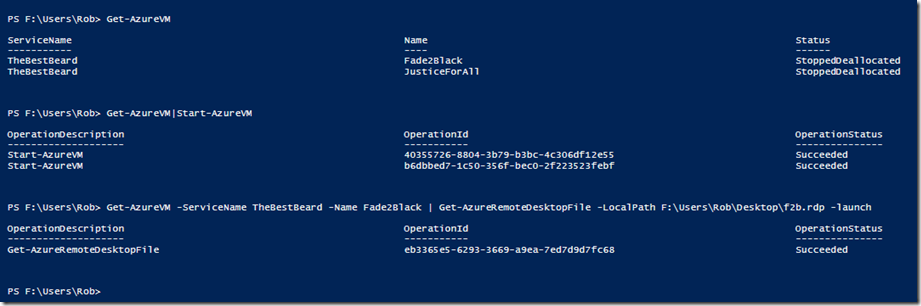 PS F:\Users\Rob> Get-AzureVM
ServiceName Name Status
----------- ---- ------
TheBestBeard Fade2Black StoppedDeallocated
TheBestBeard JusticeForAll StoppedDeallocated
PS F:\Users\Rob> Get-AzureVM|Start-AzureVM
OperationDescription OperationId OperationStatus
-------------------- ----------- ---------------
Start-AzureVM 40355726-8804-3b79-b3bc-4c306df12e55 Succeeded
Start-AzureVM b6dbbed7-1c50-356f-bec0-2f223523febf Succeeded
PS F:\Users\Rob> Get-AzureVM -ServiceName TheBestBeard -Name Fade2Black | Get-AzureRemoteDesktopFile -LocalPath F:\Users\Rob\Desktop\f2b.rdp -launch
OperationDescription OperationId OperationStatus
-------------------- ----------- ---------------
Get-AzureRemoteDesktopFile eb3365e5-6293-3669-a9ea-7ed7d9d7fc68 Succeeded
PS F:\Users\Rob>